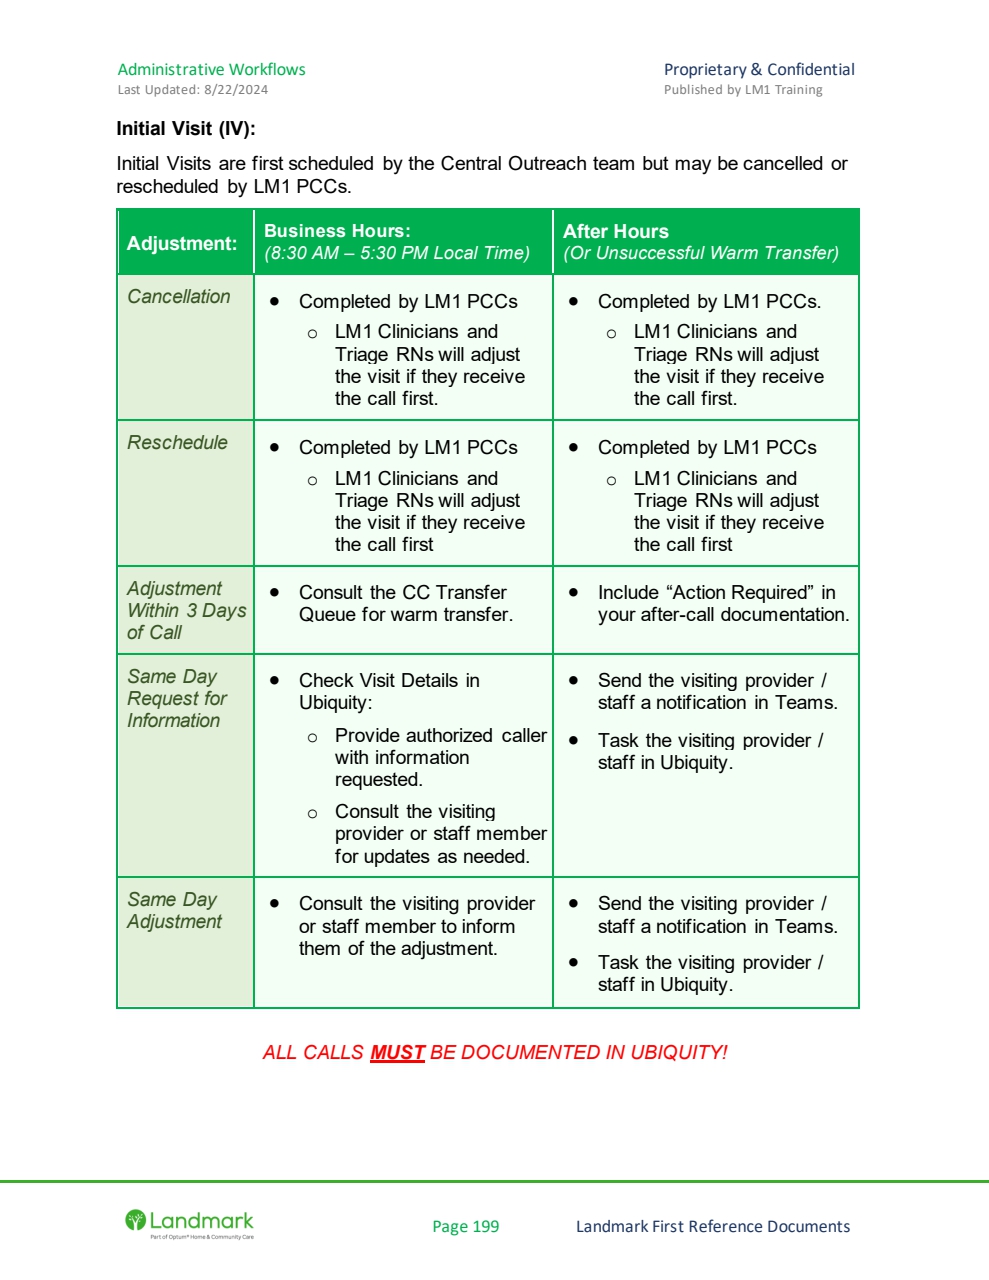 Administrative Workflows
Proprietary & Confidential
Last Updated: 8/22/2024
Published by LM1 Training
Initial Visit (IV):
Initial Visits are first scheduled by the Central Outreach team but may be cancelled or
rescheduled by LM1 PCCs.
Adjustment:
Business Hours:
(8:30 AM – 5:30 PM Local Time)
After Hours
(Or Unsuccessful Warm Transfer)
Cancellation
● Completed by LM1 PCCs
o LM1 Clinicians and
Triage RNs will adjust
the visit if they receive
the call first.
● Completed by LM1 PCCs.
o LM1 Clinicians and
Triage RNs will adjust
the visit if they receive
the call first.
Reschedule
● Completed by LM1 PCCs
o LM1 Clinicians and
Triage RNs will adjust
the visit if they receive
the call first
● Completed by LM1 PCCs
o LM1 Clinicians and
Triage RNs will adjust
the visit if they receive
the call first
Adjustment
Within 3 Days
of Call
● Consult the CC Transfer
Queue for warm transfer.
● Include “Action Required” in
your after-call documentation.
Same Day
Request for
Information
● Check Visit Details in
Ubiquity:
o Provide authorized caller
with information
requested.
o Consult the visiting
provider or staff member
for updates as needed.
● Send the visiting provider /
staff a notification in Teams.
● Task the visiting provider /
staff in Ubiquity.
Same Day
Adjustment
● Consult the visiting provider
or staff member to inform
them of the adjustment.
● Send the visiting provider /
staff a notification in Teams.
● Task the visiting provider /
staff in Ubiquity.
ALL CALLS MUST BE DOCUMENTED IN UBIQUITY!
Landmark
Part of Optum® Home & Community Care
Page 199
Landmark First Reference Documents